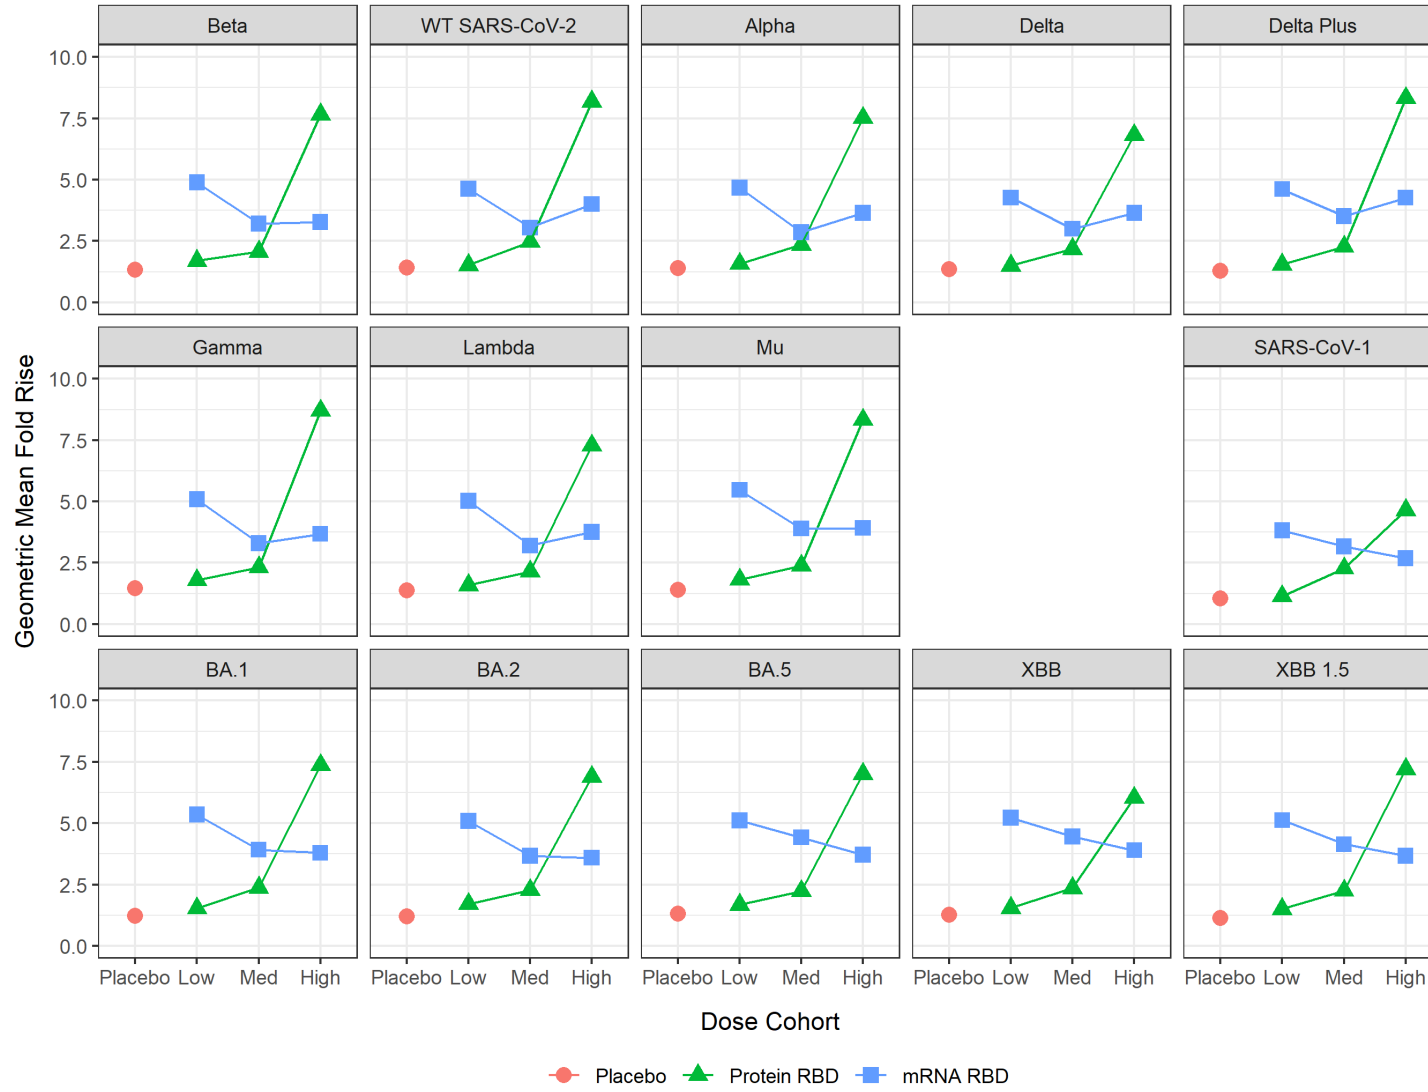 Beta WT SARS-CoV-2 Alpha Delta Delta Plus
10.0
7.5
5.0
2.5
0.0
Gamma Lambda Mu SARS-CoV-1
10.0
7.5
5.0
2.5
0.0
Geometric Mean Fold Rise
BA.1 BA.2 BA.5 XBB XBB 1.5
10.0
7.5
5.0
2.5
0.0
Placebo Low Med High Placebo Low Med High Placebo Low Med High Placebo Low Med High Placebo Low Med High
Dose Cohort
Placebo Protein RBD mRNA RBD